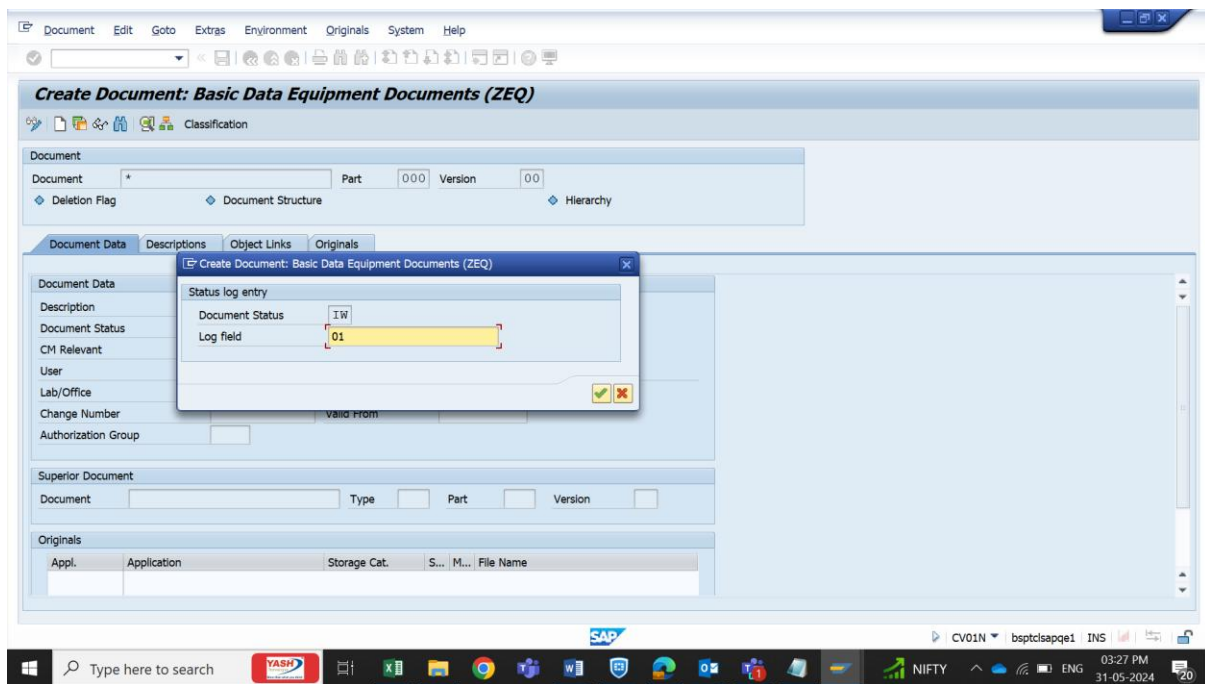 Document Edit Goto Extras Environment Originals System Help
Create Document: Basic Data Equipment Documents (ZEQ)
Classification
Document
Document * Part 000 Version 00
Deletion Flag Document Structure Hierarchy
Document Data Descriptions Object Links Originals
Create Document: Basic Data Equipment Documents (ZEQ)
Status log entry
Document Status IW
Log field 01
Document Data
Description
Document Status
CM Relevant
User
Lab/Office
Change Number Valid From
Authorization Group
Superior Document
Document Type Part Version
Originals
Appl. Application Storage Cat. S... M... File Name
SAP CV01N bsptclsapqe1 INS
Type here to search YASH NIFTY ENG 03:27 PM
31-05-2024 20